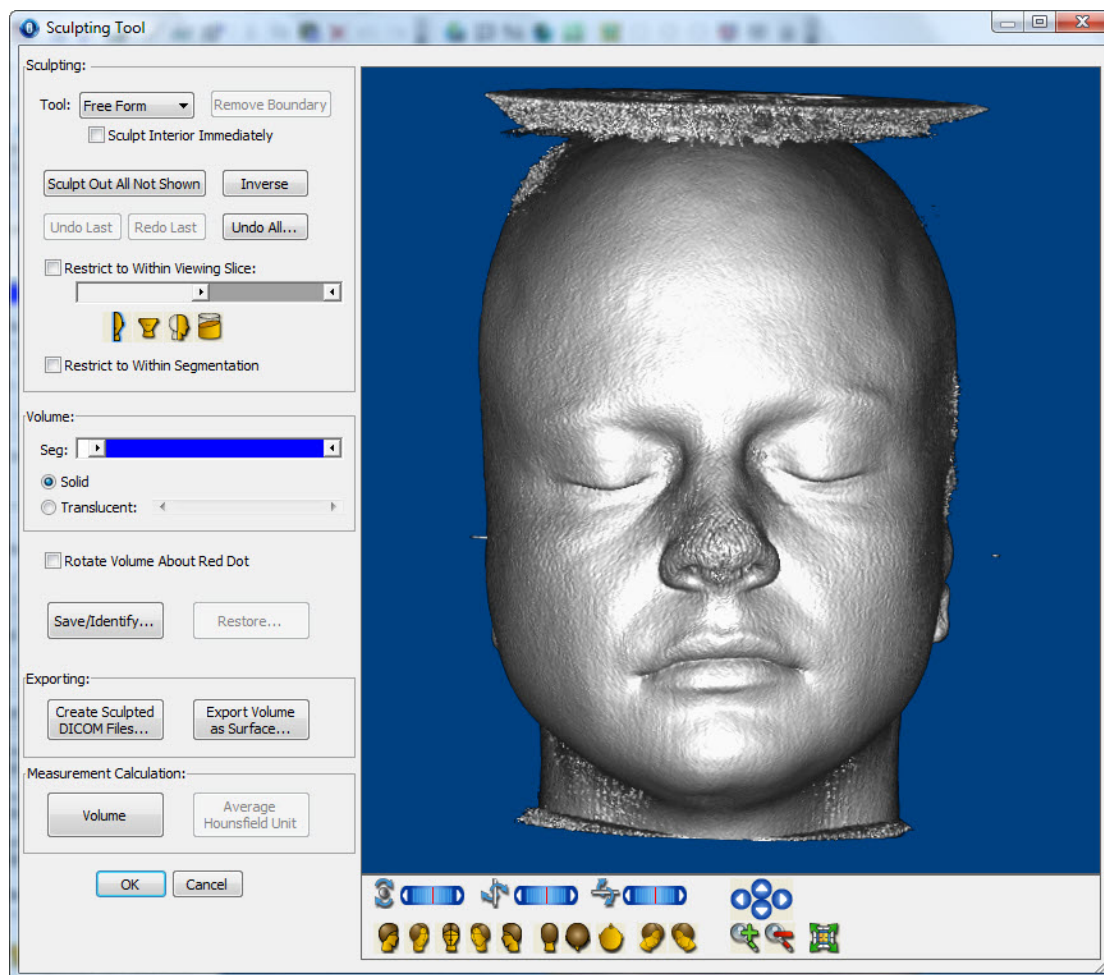 Sculpting Tool
Sculpting:
Tool: Free Form Remove Boundary
Sculpt Interior Immediately
Sculpt Out All Not Shown Inverse
Undo Last Redo Last Undo All...
Restrict to Within Viewing Slice:
Restrict to Within Segmentation
Volume:
Seg:
Solid
Translucent:
Rotate Volume About Red Dot
Save/Identify... Restore...
Exporting:
Create Sculpted
DICOM Files...
Export Volume
as Surface...
Measurement Calculation:
Volume
Average
Hounsfield Unit
OK Cancel